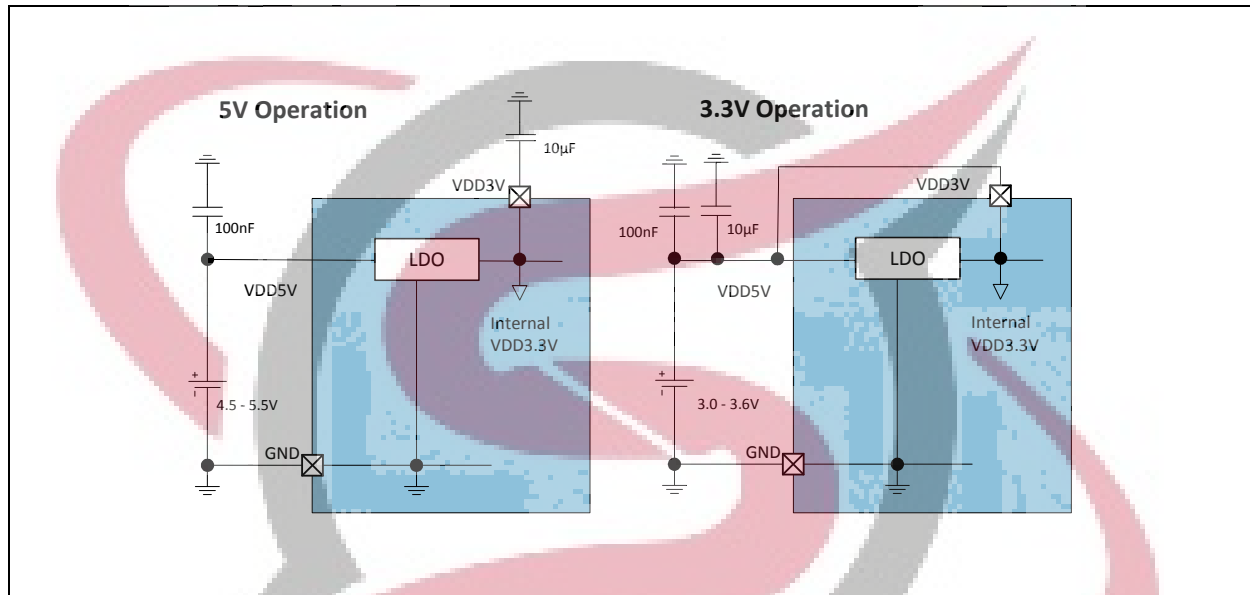 5V Operation
10µF
VDD3V
100nF
LDO
VDD5V
Internal
VDD3.3V
+
-
4.5 - 5.5V
GND
3.3V Operation
VDD3V
100nF
10µF
LDO
VDD5V
Internal
VDD3.3V
+
-
3.0 - 3.6V
GND